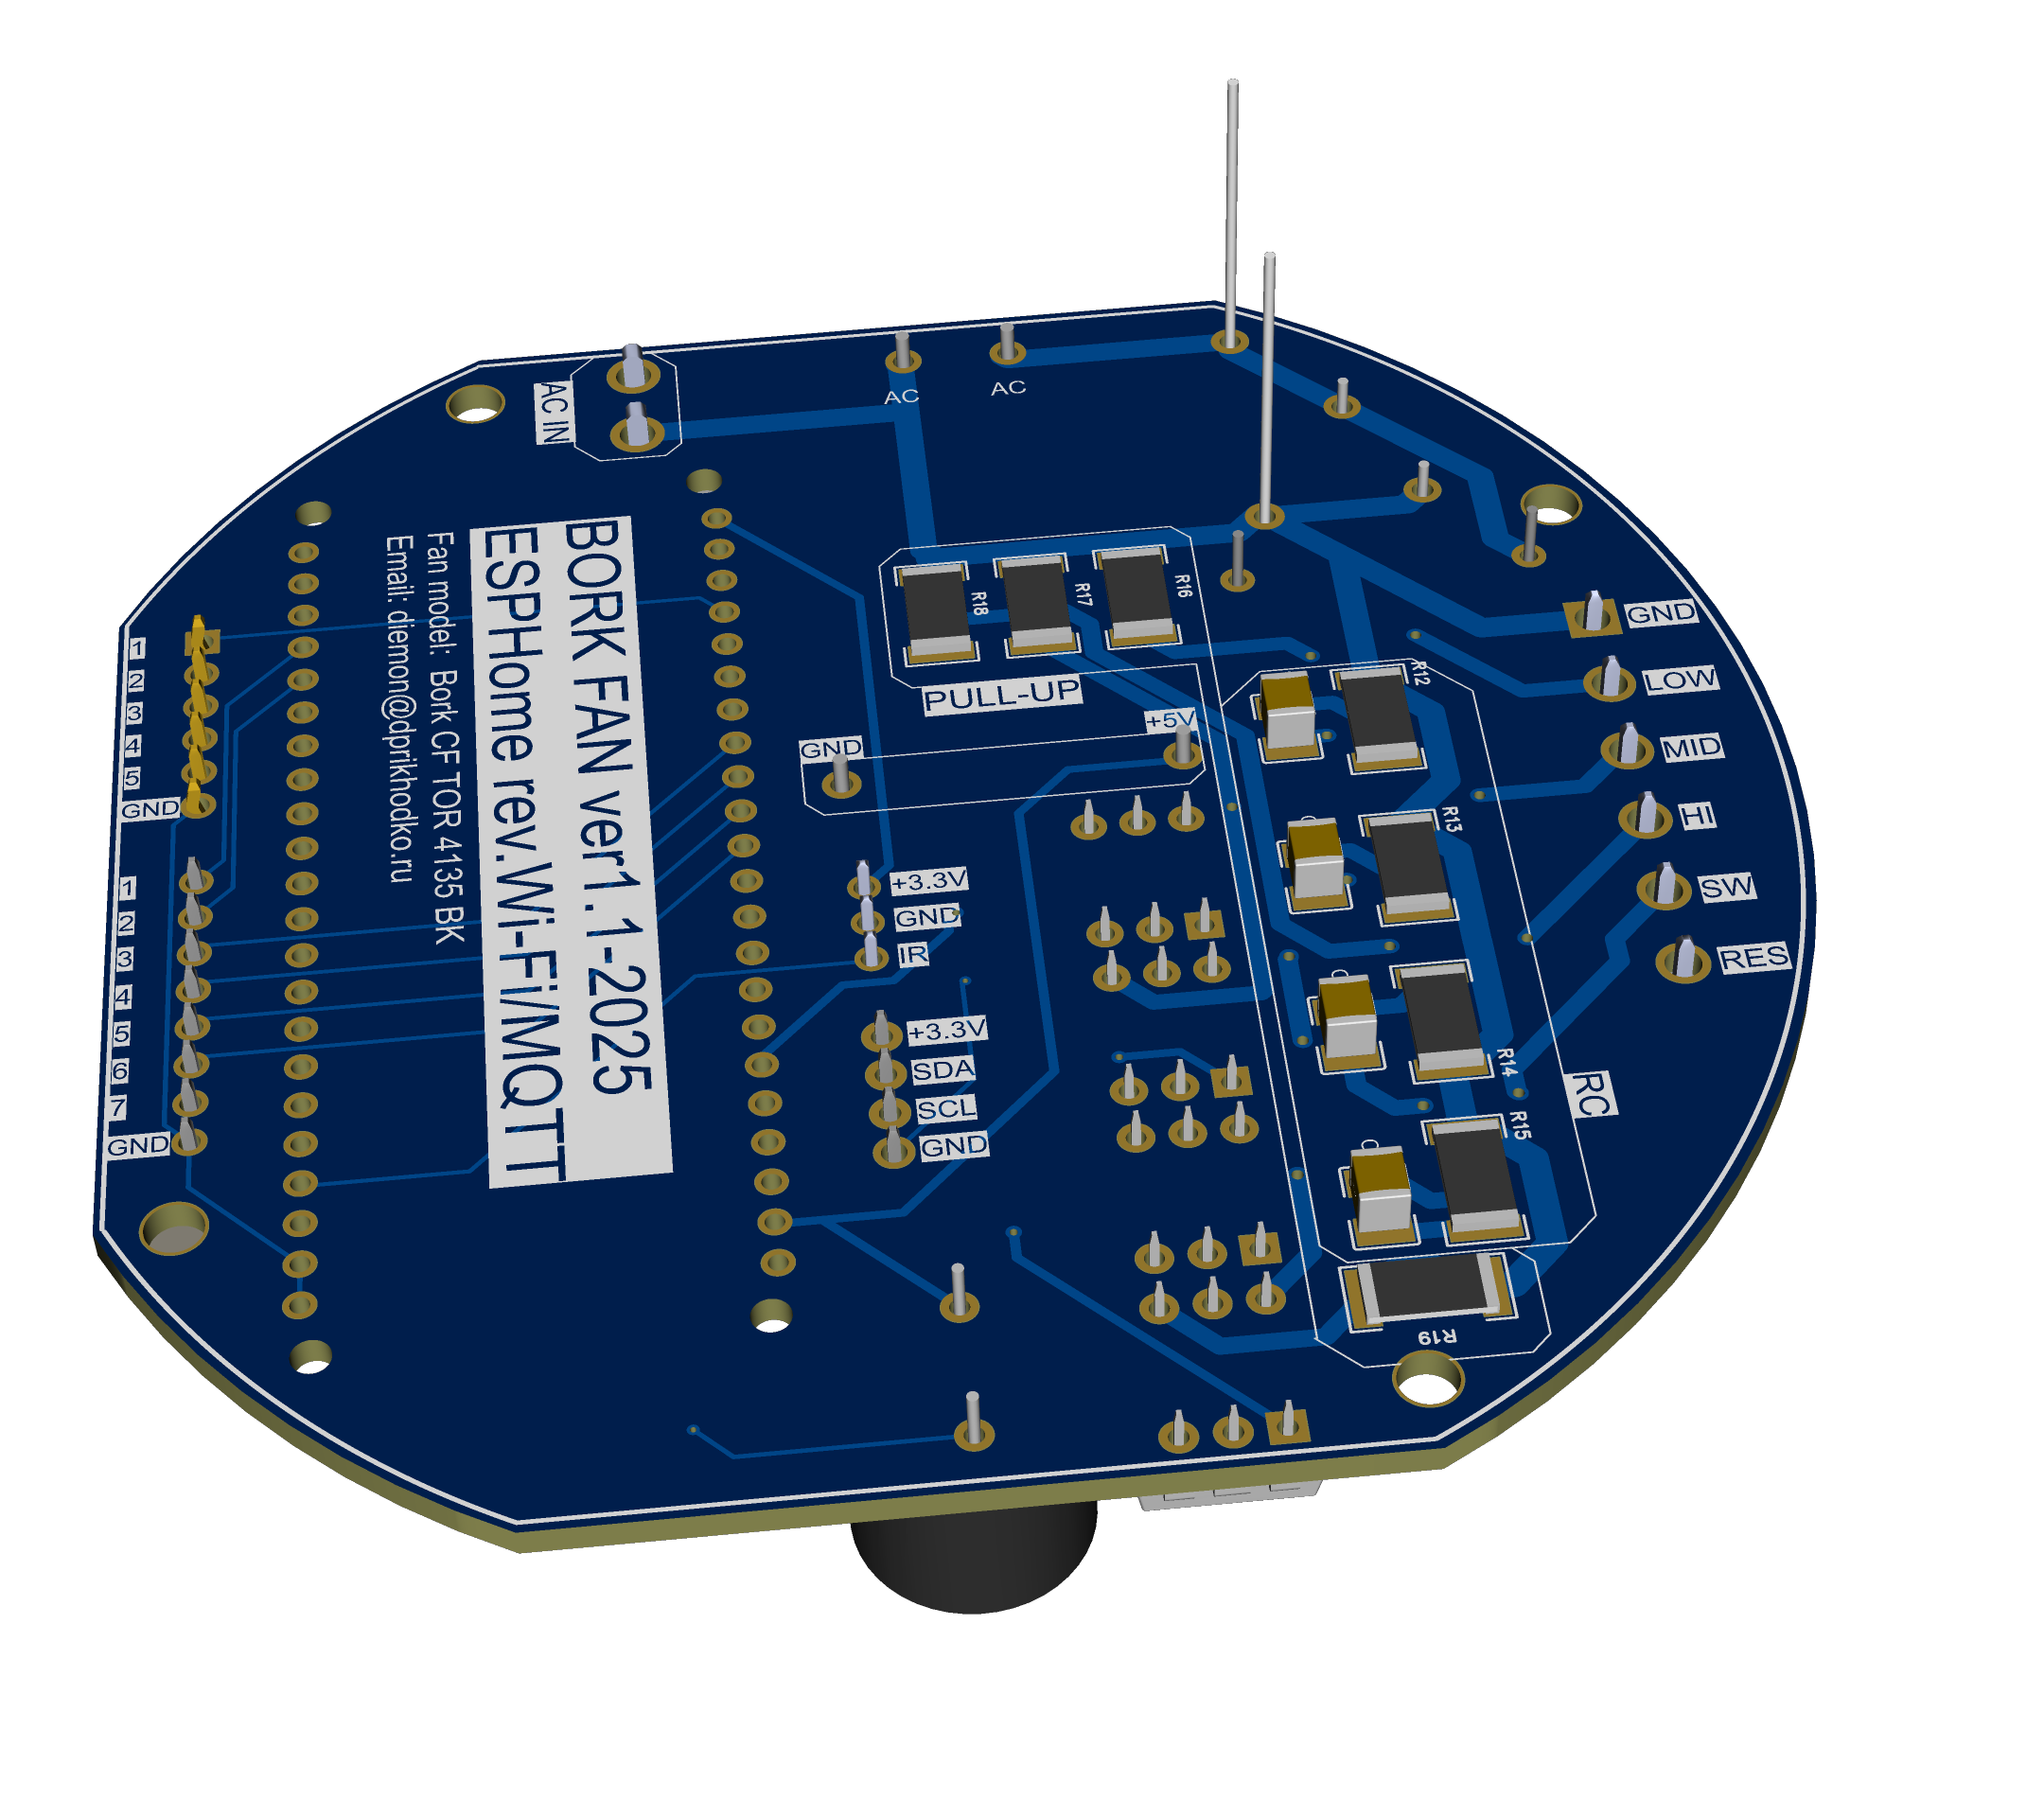 AC IN
AC
AC
BORK FAN ver1.1-2025
ESPHome rev.Wi-Fi/MQTT
Fan model: Bork CF TOR 4135 BK
Email: diemon@dprikhodko.ru
1
2
3
4
5
GND
1
2
3
4
5
6
7
GND
R18
R17
R16
PULL-UP
GND
+5V
+3.3V
GND
IR
+3.3V
SDA
SCL
GND
R12
R13
R14
R15
R19
RC
GND
LOW
MID
HI
SW
RES